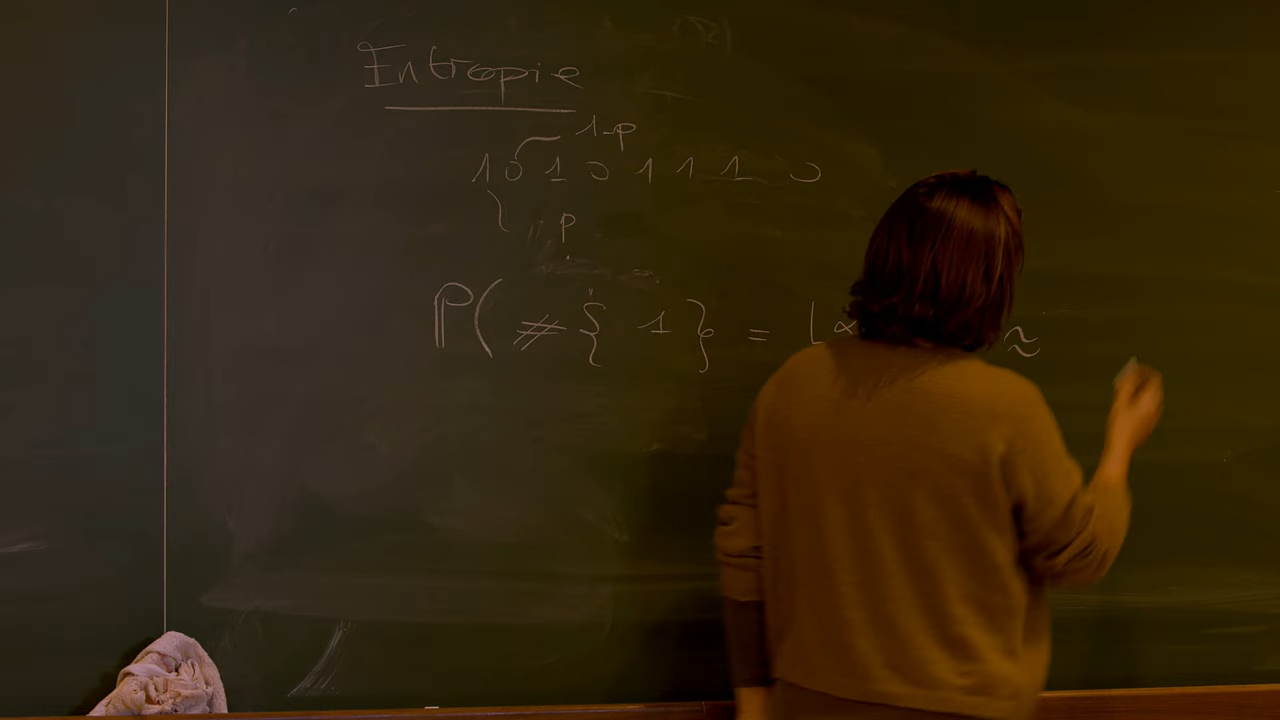 Entropie
1-p
1 0 1 0 1 1 1 0
p
ℙ( # { 1 } = ⌊α ≈